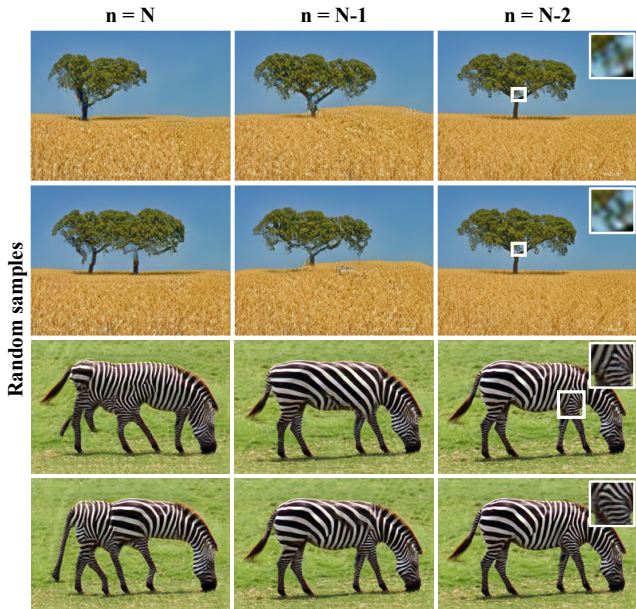 n = N
n = N-1
n = N-2
Random samples